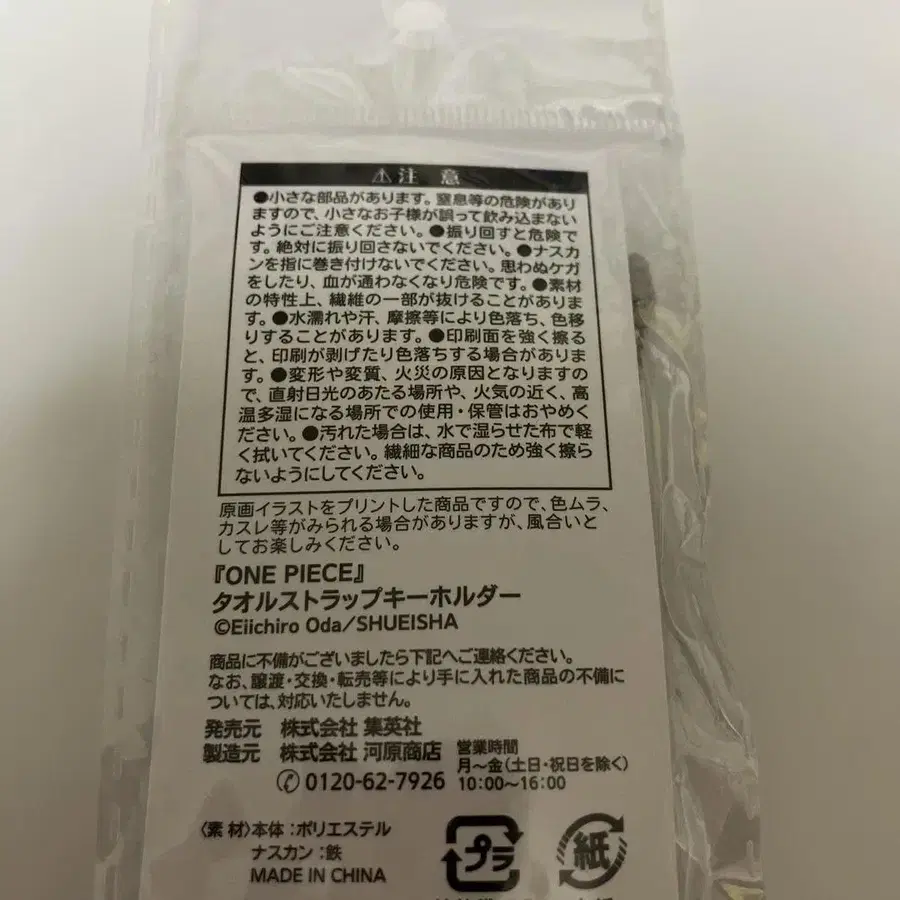 ⚠注 意
●小さな部品があります。窒息等の危険があり
ますので、小さなお子様が誤って飲み込まない
ようにご注意ください。●振り回すと危険で
す。絶対に振り回さないでください。●ナスカ
ンを指に巻き付けないでください。思わぬケガ
をしたり、血が通わなくなり危険です。●素材
の特性上、繊維の一部が抜けることがありま
す。●水濡れや汗、摩擦等により色落ち、色移
りすることがあります。●印刷面を強く擦る
と、印刷が剥げたり色落ちする場合がありま
す。●変形や変質、火災の原因となりますの
で、直射日光のあたる場所や、火気の近く、高
温多湿になる場所での使用・保管はおやめく
ださい。●汚れた場合は、水で湿らせた布で軽
く拭いてください。繊細な商品のため強く擦ら
ないようにしてください。
原画イラストをプリントした商品ですので、色ムラ、
カスレ等がみられる場合がありますが、風合いと
してお楽しみください。
『ONE PIECE』
タオルストラップキーホルダー
©Eiichiro Oda/SHUEISHA
商品に不備がございましたら下記へご連絡ください。
なお、譲渡・交換・転売等により手に入れた商品の不備に
ついては、対応いたしません。
発売元 株式会社 集英社
製造元 株式会社 河原商店
0120-62-7926
営業時間
月～金(土日・祝日を除く)
10:00～16:00
〈素 材〉本体：ポリエステル
ナスカン：鉄
MADE IN CHINA
プラ
紙